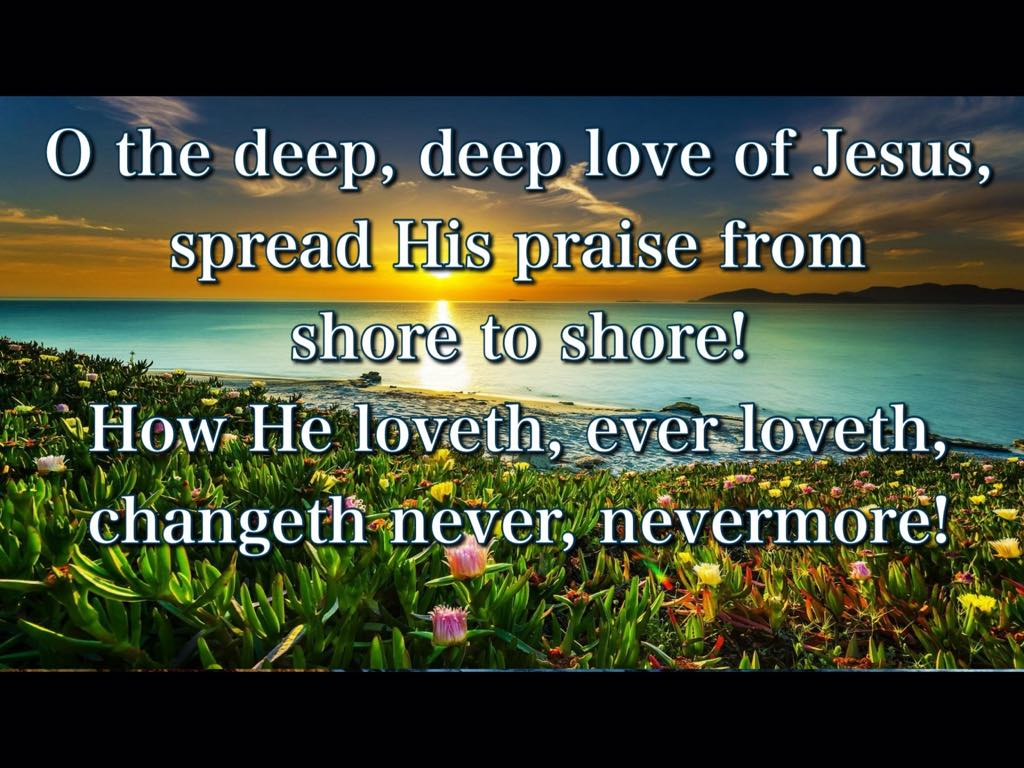 O the deep, deep love of Jesus,
spread His praise from
shore to shore!
How He loveth, ever loveth,
changeth never, nevermore!